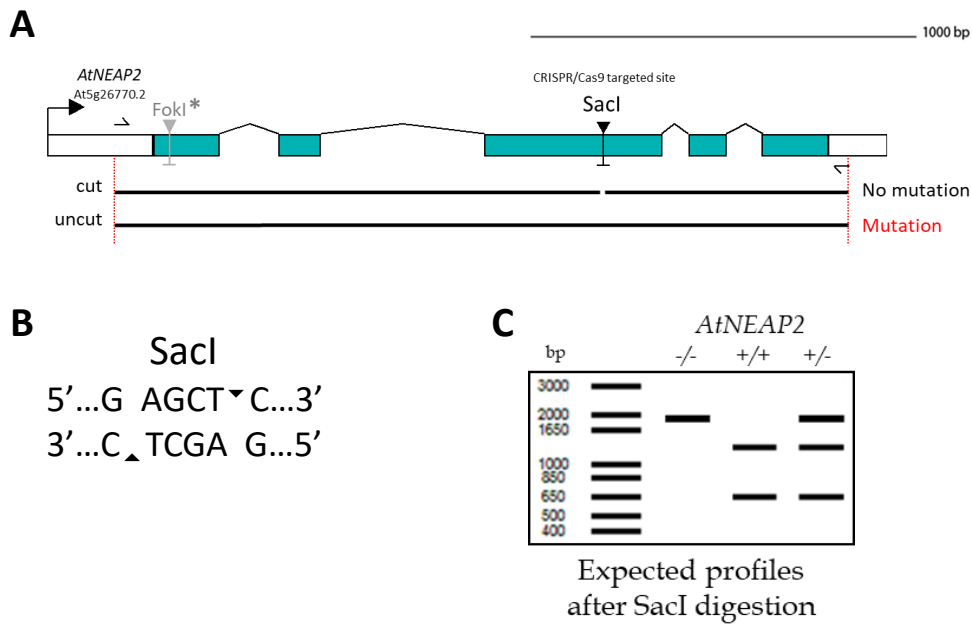 A
1000 bp
AtNEAP2
At5g26770.2
CRISPR/Cas9 targeted site
FokI*
SacI
cut
No mutation
uncut
Mutation
B
SacI
5’...G AGCT C...3’
3’...C TCGA G...5’
C
AtNEAP2
bp -/- +/+ +/-
3000
2000
1650
1000
850
650
500
400
Expected profiles
after SacI digestion